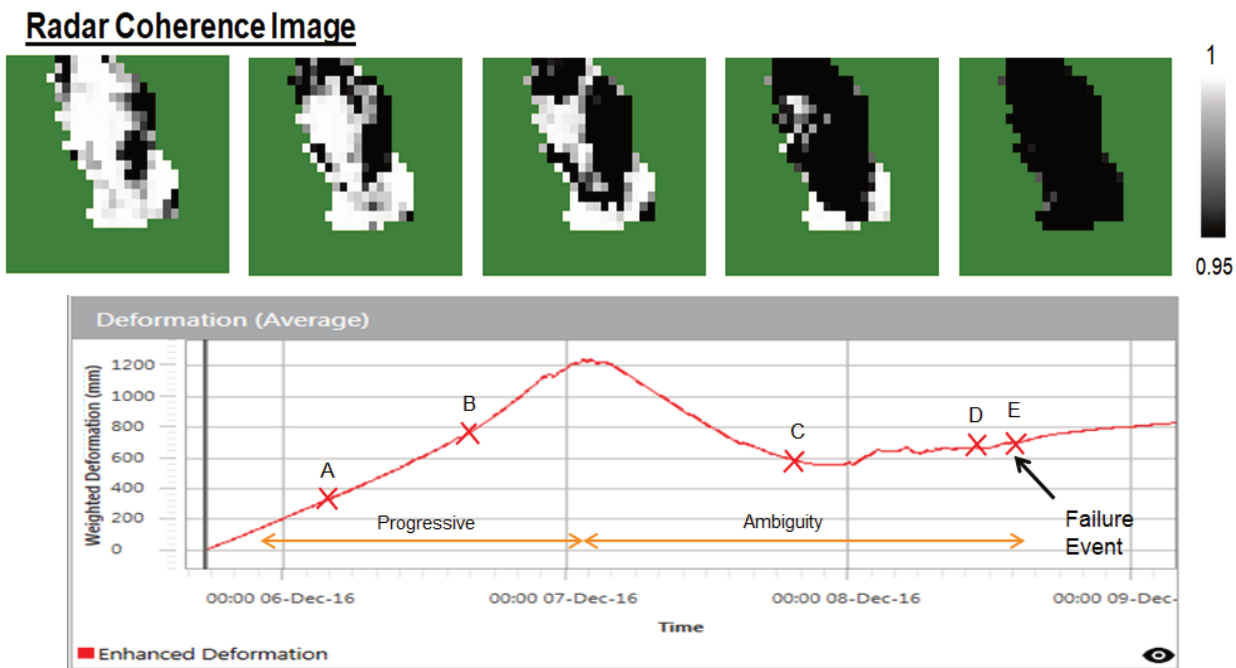 Radar Coherence Image
1
0.95
Deformation (Average)
Weighted Deformation (mm)
1200
1000
800
600
400
200
0
A
B
C
D
E
Progressive
Ambiguity
Failure
Event
00:00 06-Dec-16
00:00 07-Dec-16
00:00 08-Dec-16
00:00 09-Dec-
Time
Enhanced Deformation